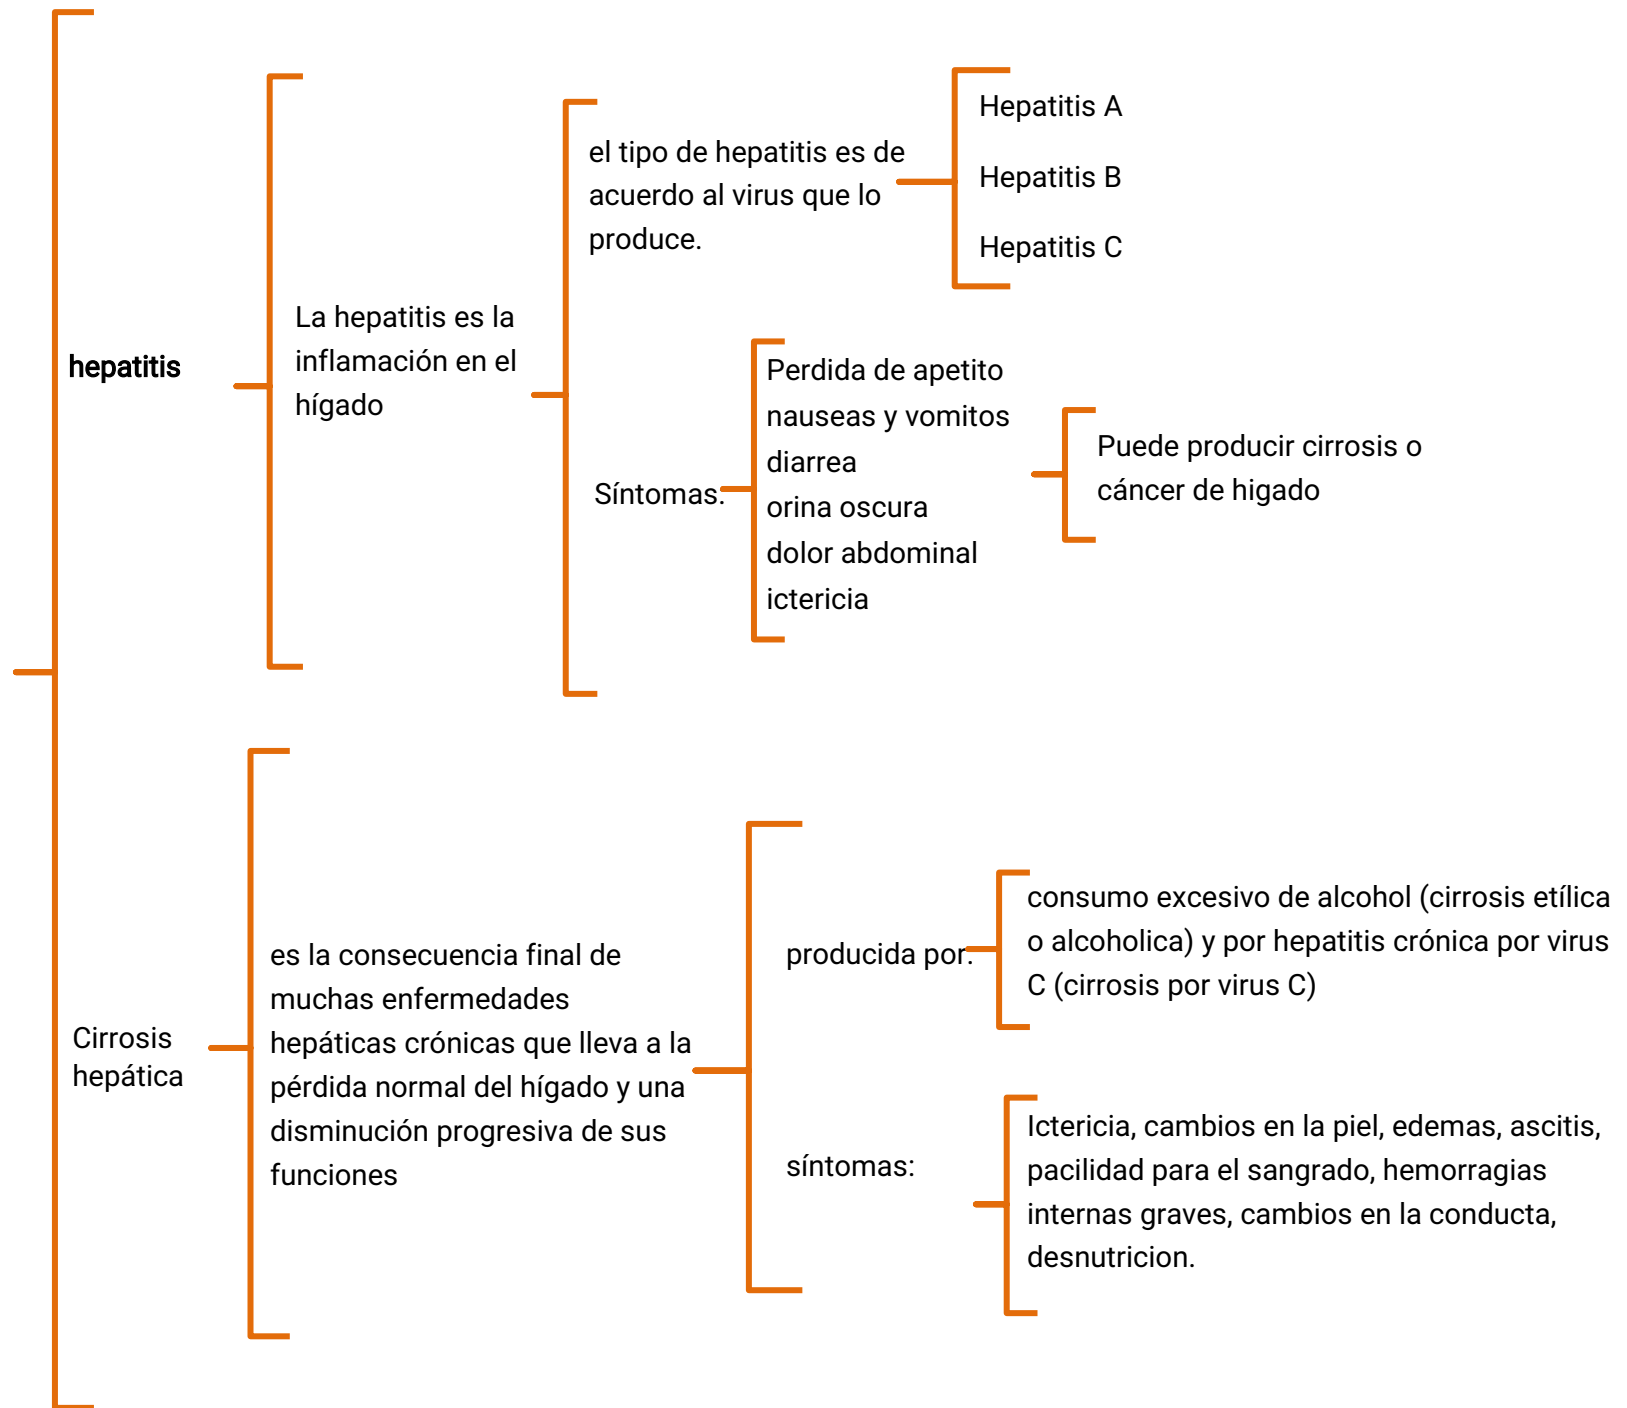 hepatitis
La hepatitis es la
inflamación en el
hígado
el tipo de hepatitis es de
acuerdo al virus que lo
produce.
Hepatitis A
Hepatitis B
Hepatitis C
Síntomas.
Perdida de apetito
nauseas y vomitos
diarrea
orina oscura
dolor abdominal
ictericia
Puede producir cirrosis o
cáncer de higado
Cirrosis
hepática
es la consecuencia final de
muchas enfermedades
hepáticas crónicas que lleva a la
pérdida normal del hígado y una
disminución progresiva de sus
funciones
producida por:
consumo excesivo de alcohol (cirrosis etílica
o alcoholica) y por hepatitis crónica por virus
C (cirrosis por virus C)
síntomas:
Ictericia, cambios en la piel, edemas, ascitis,
pacilidad para el sangrado, hemorragias
internas graves, cambios en la conducta,
desnutricion.